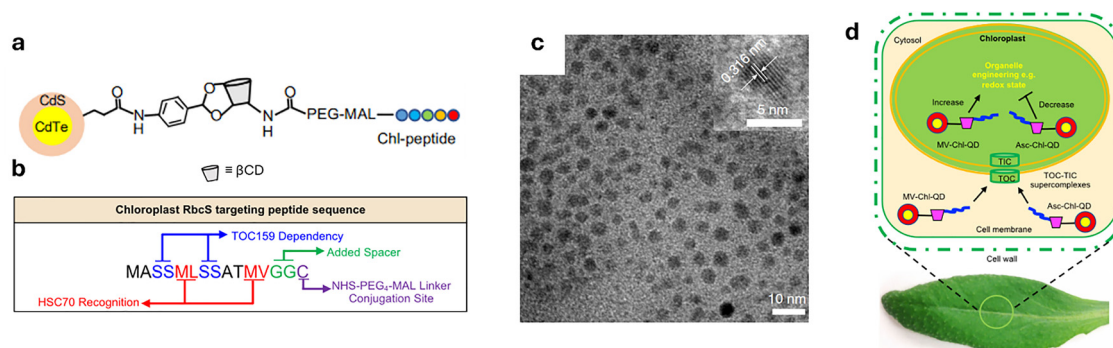 a
CdS
CdTe
O
N
H
O
O
N
H
O
PEG-MAL
Chl-peptide
≡ βCD
b
Chloroplast RbcS targeting peptide sequence
TOC159 Dependency
Added Spacer
MASSMLSSATMVGGC
HSC70 Recognition
NHS-PEG₄-MAL Linker
Conjugation Site
c
0.316 nm
5 nm
10 nm
d
Cytosol
Chloroplast
Organelle
engineering e.g.
redox state
Increase
Decrease
MV-Chl-QD
Asc-Chl-QD
TIC
TOC
TOC-TIC
supercomplexes
MV-Chl-QD
Asc-Chl-QD
Cell membrane
Cell wall